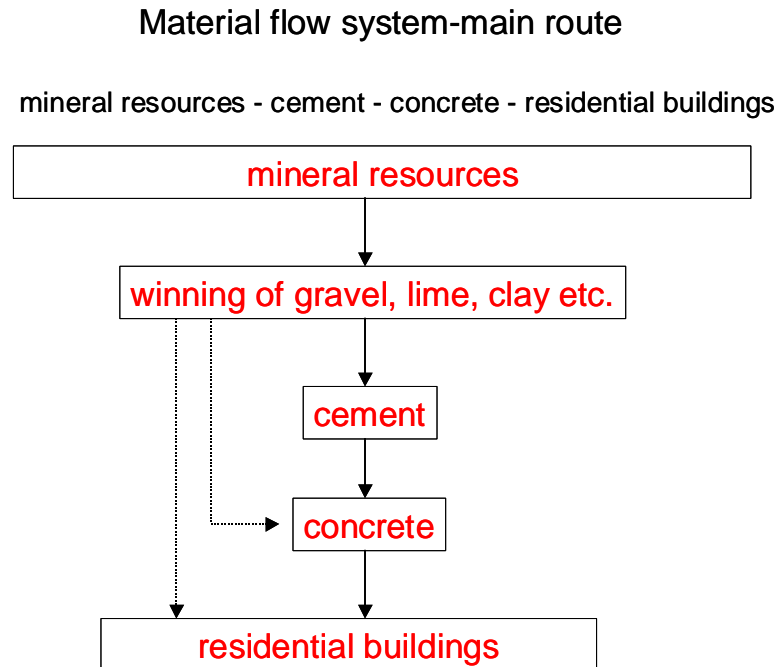 Material flow system-main route
mineral resources - cement - concrete - residential buildings
mineral resources
winning of gravel, lime, clay etc.
cement
concrete
residential buildings